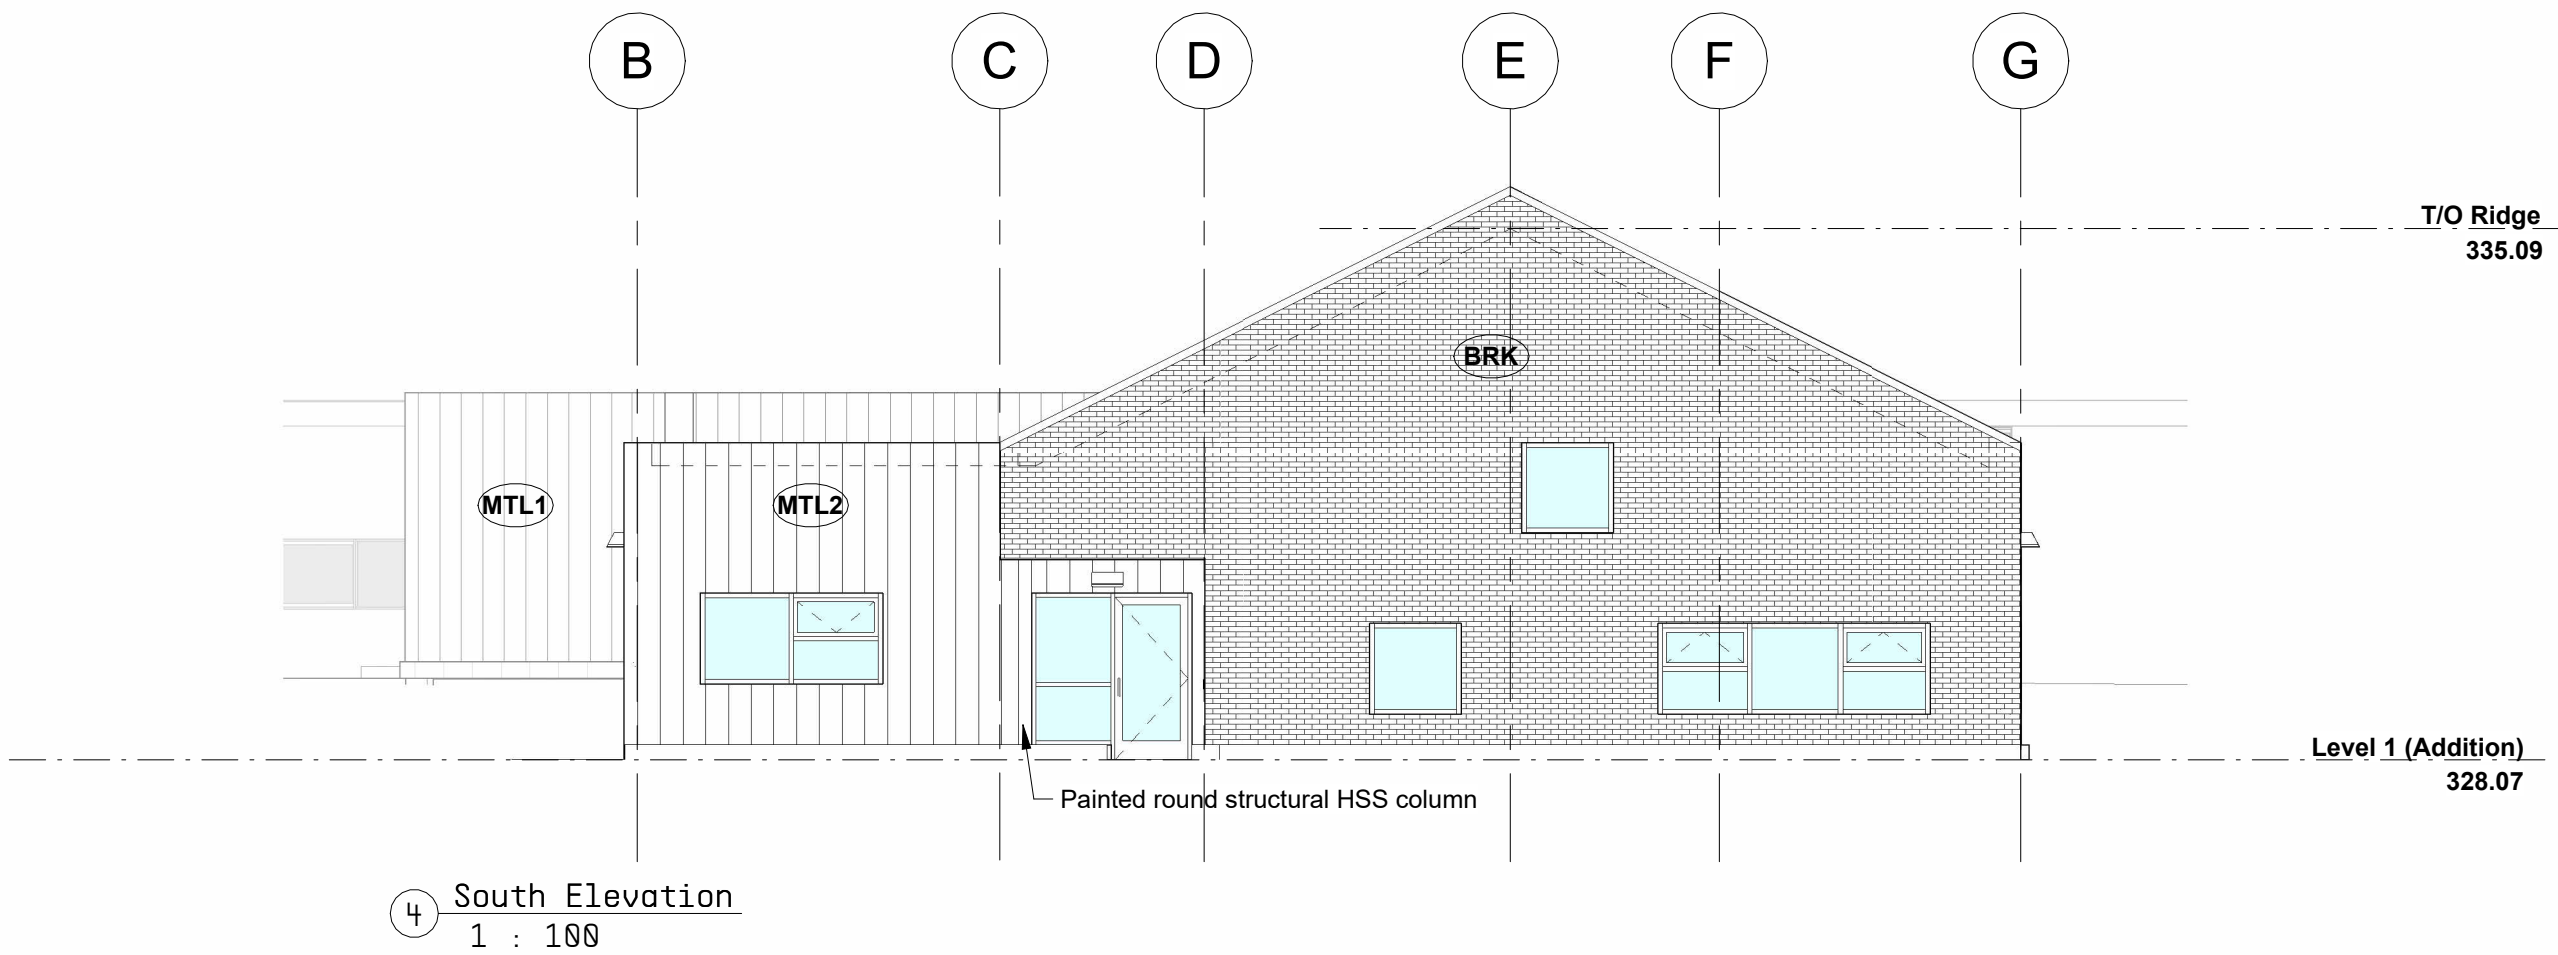 B C D E F G
T/O Ridge
335.09
BRK
MTL1 MTL2
Level 1 (Addition)
328.07
Painted round structural HSS column
4 South Elevation
1 : 100